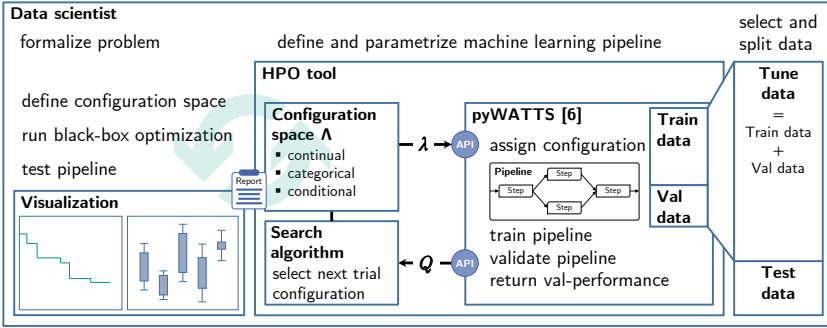 Data scientist
formalize problem
define and parametrize machine learning pipeline
select and
split data
define configuration space
run black-box optimization
test pipeline
Report
Visualization
HPO tool
Configuration
space Λ
▪ continual
▪ categorical
▪ conditional
λ
API
Search
algorithm
select next trial
configuration
Q
API
pyWATTS [6]
assign configuration
Pipeline
Step
Step
Step
Step
train pipeline
validate pipeline
return val-performance
Train
data
Val
data
Tune
data
=
Train data
+
Val data
Test
data